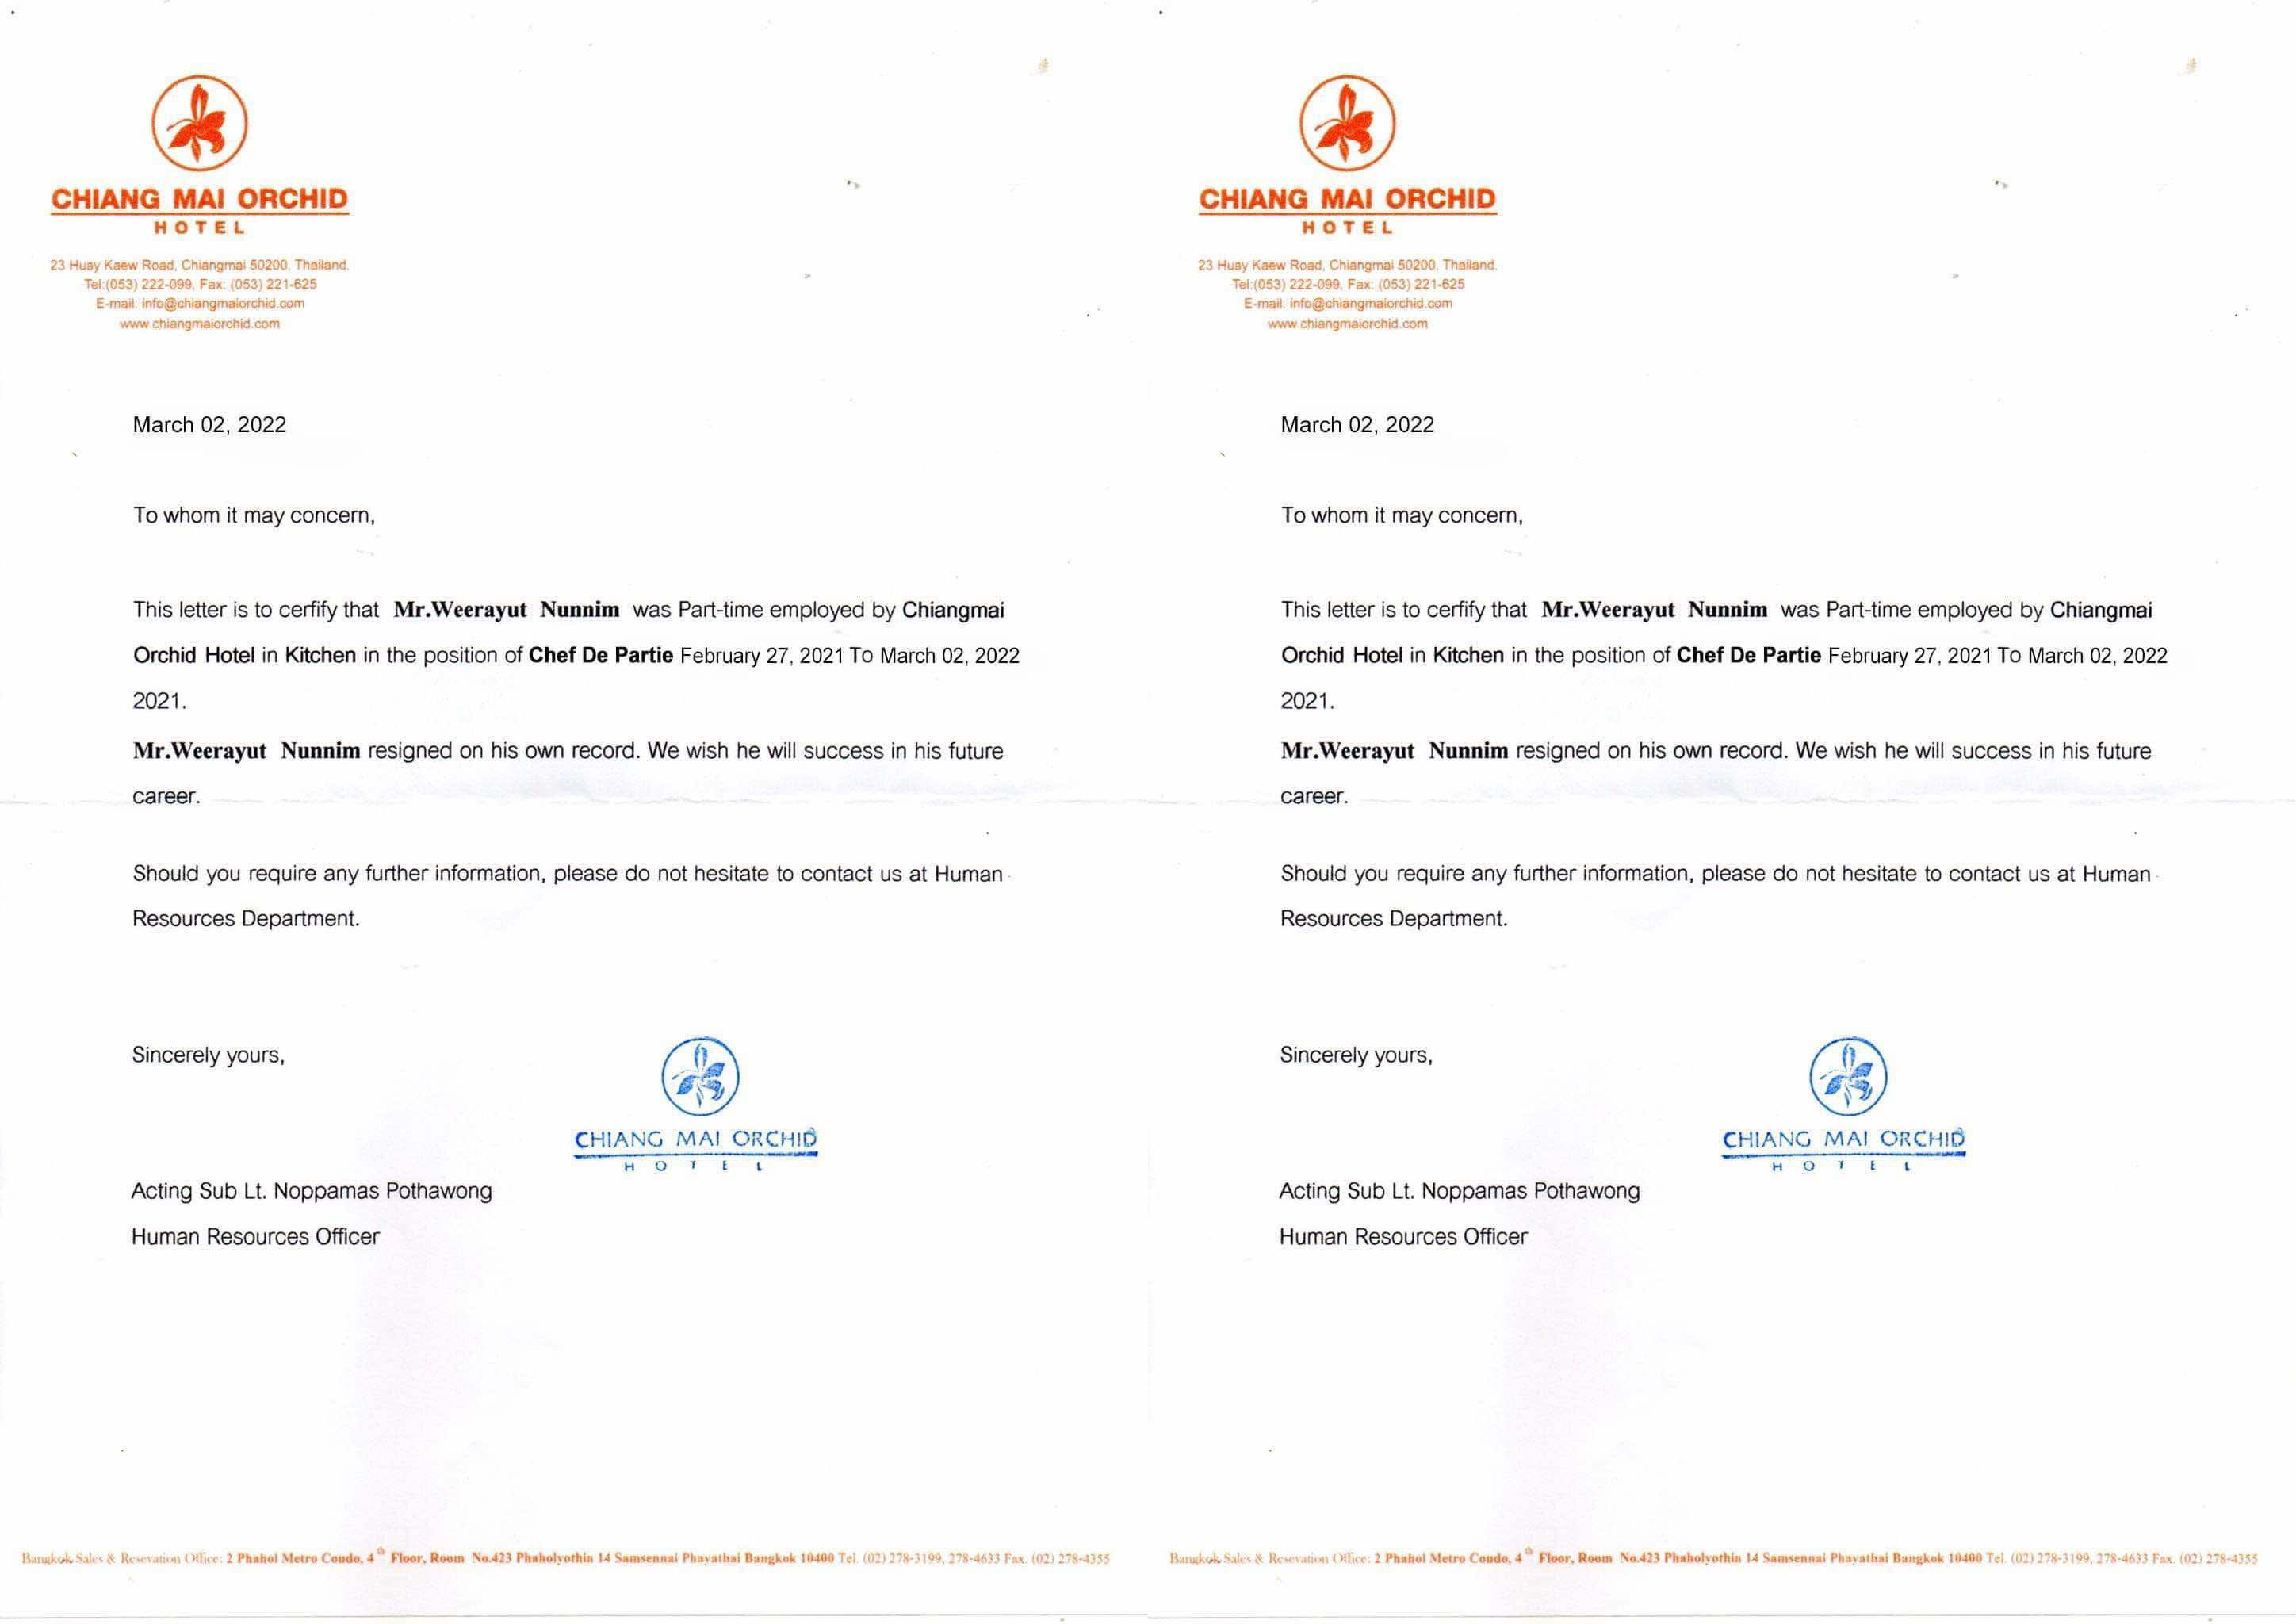 CHIANG MAI ORCHID
HOTEL
23 Huay Kaew Road, Chiangmai 50200, Thailand.
Tel:(053) 222-099, Fax: (053) 221-625
E-mail: info@chiangmaiorchid.com
www.chiangmaiorchid.com
March 02, 2022
To whom it may concern,
This letter is to cerfify that Mr.Weerayut Nunnim was Part-time employed by Chiangmai
Orchid Hotel in Kitchen in the position of Chef De Partie February 27, 2021 To March 02, 2022
2021.
Mr.Weerayut Nunnim resigned on his own record. We wish he will success in his future
career.
Should you require any further information, please do not hesitate to contact us at Human
Resources Department.
Sincerely yours,
CHIANG MAI ORCHID
HOTEL
Acting Sub Lt. Noppamas Pothawong
Human Resources Officer
Bangkok Sales & Resevation Office: 2 Phahol Metro Condo, 4th Floor, Room No.423 Phaholyothin 14 Samsennai Phayathai Bangkok 10400 Tel. (02) 278-3199, 278-4633 Fax. (02) 278-4355
CHIANG MAI ORCHID
HOTEL
23 Huay Kaew Road, Chiangmai 50200, Thailand.
Tel:(053) 222-099, Fax: (053) 221-625
E-mail: info@chiangmaiorchid.com
www.chiangmaiorchid.com
March 02, 2022
To whom it may concern,
This letter is to cerfify that Mr.Weerayut Nunnim was Part-time employed by Chiangmai
Orchid Hotel in Kitchen in the position of Chef De Partie February 27, 2021 To March 02, 2022
2021.
Mr.Weerayut Nunnim resigned on his own record. We wish he will success in his future
career.
Should you require any further information, please do not hesitate to contact us at Human
Resources Department.
Sincerely yours,
CHIANG MAI ORCHID
HOTEL
Acting Sub Lt. Noppamas Pothawong
Human Resources Officer
Bangkok Sales & Resevation Office: 2 Phahol Metro Condo, 4th Floor, Room No.423 Phaholyothin 14 Samsennai Phayathai Bangkok 10400 Tel. (02) 278-3199, 278-4633 Fax. (02) 278-4355